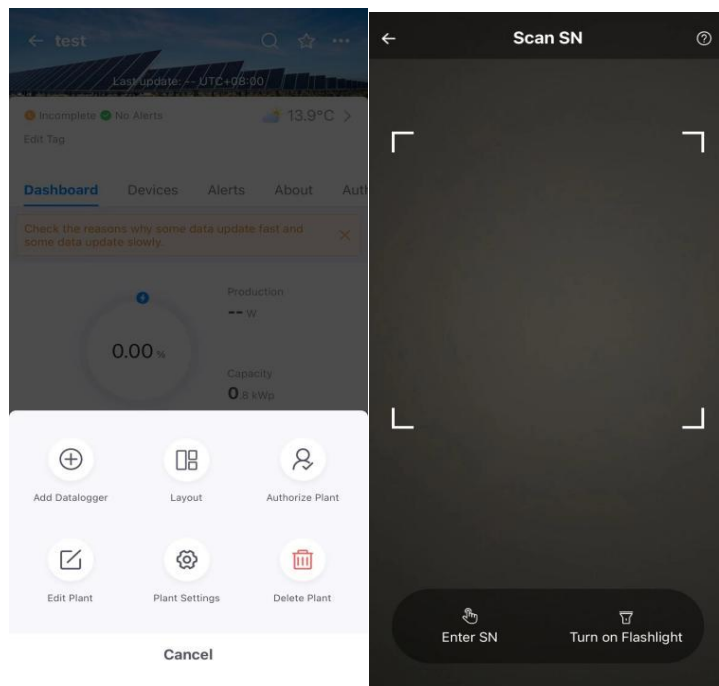 test
Last update: -- UTC+08:00
Incomplete No Alerts 13.9°C
Edit Tag
Dashboard Devices Alerts About Auth
Check the reasons why some data update fast and
some data update slowly.
Production
-- W
0.00 %
Capacity
0.8 kWp
Add Datalogger Layout Authorize Plant
Edit Plant Plant Settings Delete Plant
Cancel
Scan SN
Enter SN Turn on Flashlight